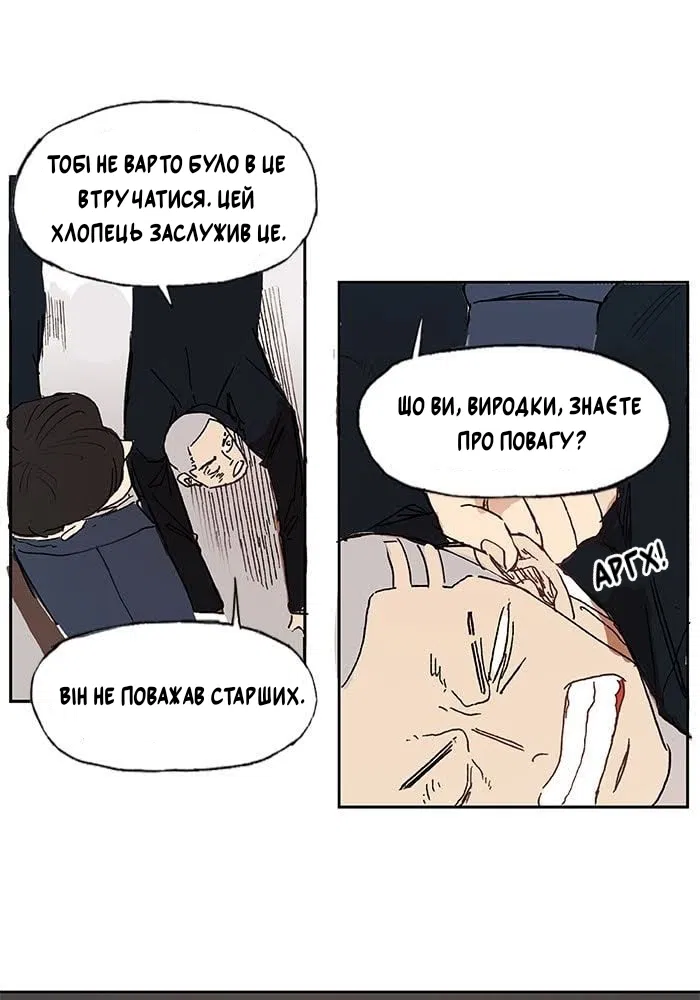 ТОБІ НЕ ВАРТО БУЛО В ЦЕ
ВТРУЧАТИСЯ. ЦЕЙ
ХЛОПЕЦЬ ЗАСЛУЖИВ ЦЕ.
ВІН НЕ ПОВАЖАВ СТАРШИХ.
ЩО ВИ, ВИРОДКИ, ЗНАЄТЕ
ПРО ПОВАГУ?
АРГХ!